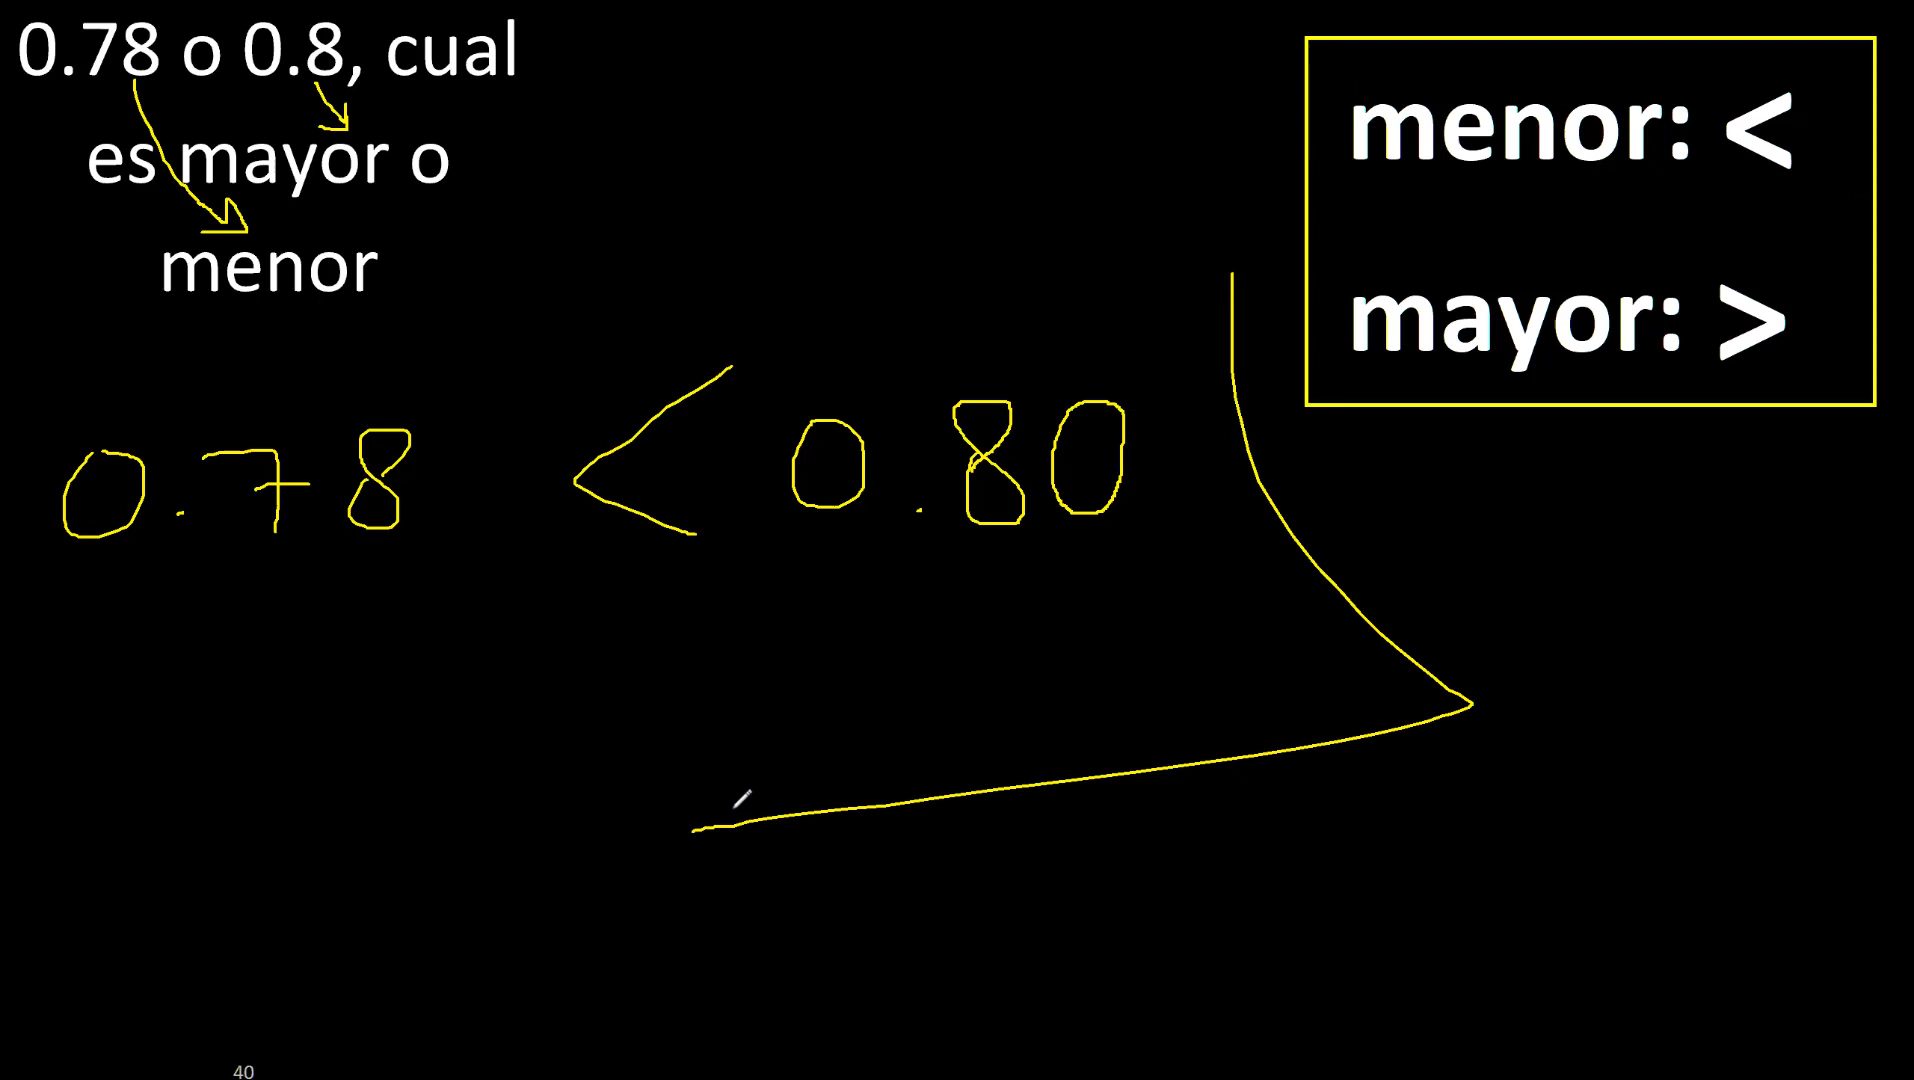 0.78 o 0.8, cual
es mayor o
menor
menor: <
mayor: >
0.78 < 0.80
40